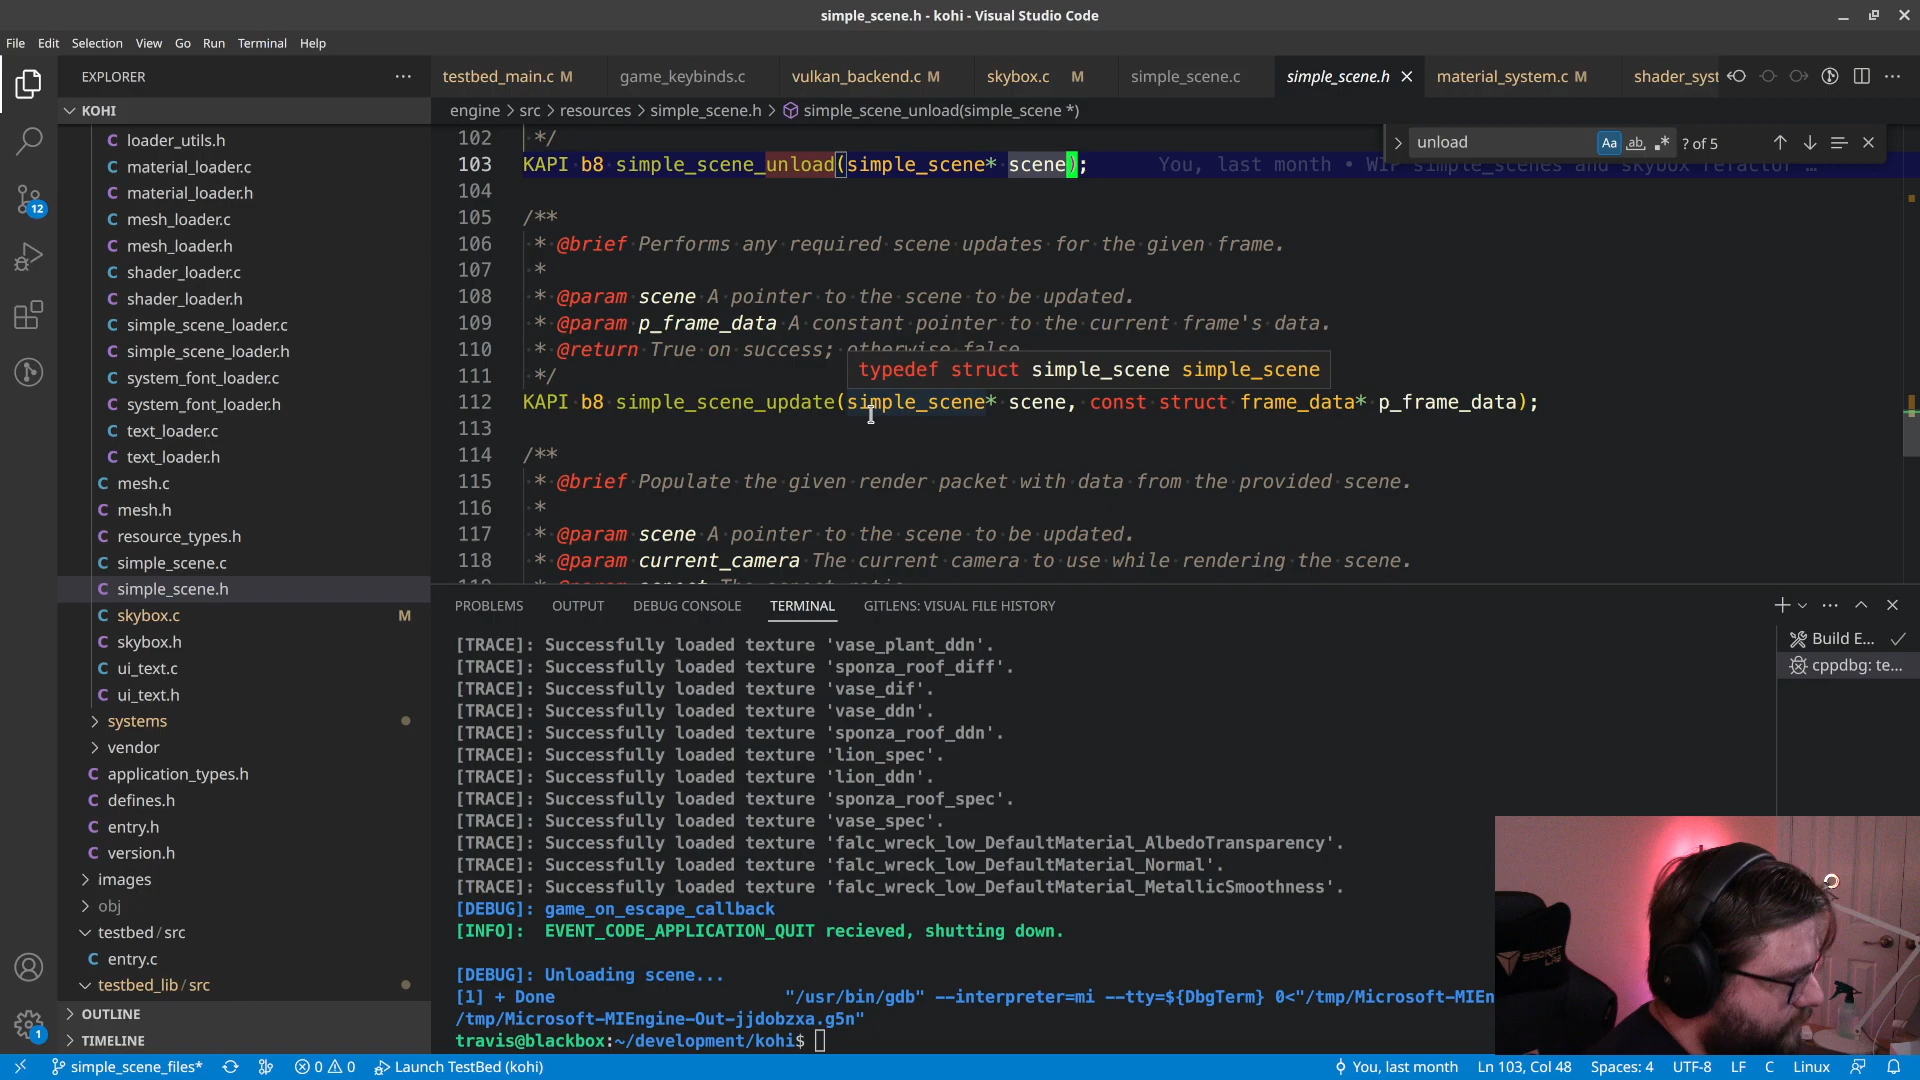 simple_scene.h - kohi - Visual Studio Code
File Edit Selection View Go Run Terminal Help
EXPLORER
testbed_main.c M game_keybinds.c vulkan_backend.c M skybox.c M simple_scene.c simple_scene.h material_system.c M shader_syst
KOHI
engine > src > resources > simple_scene.h > simple_scene_unload(simple_scene *)
unload
Aa ab .* ? of 5
loader_utils.h
material_loader.c
material_loader.h
mesh_loader.c
mesh_loader.h
shader_loader.c
shader_loader.h
simple_scene_loader.c
simple_scene_loader.h
system_font_loader.c
system_font_loader.h
text_loader.c
text_loader.h
mesh.c
mesh.h
resource_types.h
simple_scene.c
simple_scene.h
skybox.c M
skybox.h
ui_text.c
ui_text.h
systems
vendor
application_types.h
defines.h
entry.h
version.h
images
obj
testbed / src
entry.c
testbed_lib / src
OUTLINE
TIMELINE
12
1
102 */
103 KAPI b8 simple_scene_unload(simple_scene* scene); You, last month • WIP simple_scenes and skybox refactor …
104
105 /**
106 * @brief Performs any required scene updates for the given frame.
107 *
108 * @param scene A pointer to the scene to be updated.
109 * @param p_frame_data A constant pointer to the current frame's data.
110 * @return True on success; otherwise false
111 */
typedef struct simple_scene simple_scene
112 KAPI b8 simple_scene_update(simple_scene* scene, const struct frame_data* p_frame_data);
113
114 /**
115 * @brief Populate the given render packet with data from the provided scene.
116 *
117 * @param scene A pointer to the scene to be updated.
118 * @param current_camera The current camera to use while rendering the scene.
PROBLEMS OUTPUT DEBUG CONSOLE TERMINAL GITLENS: VISUAL FILE HISTORY
Build E...
cppdbg: te...
[TRACE]: Successfully loaded texture 'vase_plant_ddn'.
[TRACE]: Successfully loaded texture 'sponza_roof_diff'.
[TRACE]: Successfully loaded texture 'vase_dif'.
[TRACE]: Successfully loaded texture 'vase_ddn'.
[TRACE]: Successfully loaded texture 'sponza_roof_ddn'.
[TRACE]: Successfully loaded texture 'lion_spec'.
[TRACE]: Successfully loaded texture 'lion_ddn'.
[TRACE]: Successfully loaded texture 'sponza_roof_spec'.
[TRACE]: Successfully loaded texture 'vase_spec'.
[TRACE]: Successfully loaded texture 'falc_wreck_low_DefaultMaterial_AlbedoTransparency'.
[TRACE]: Successfully loaded texture 'falc_wreck_low_DefaultMaterial_Normal'.
[TRACE]: Successfully loaded texture 'falc_wreck_low_DefaultMaterial_MetallicSmoothness'.
[DEBUG]: game_on_escape_callback
[INFO]: EVENT_CODE_APPLICATION_QUIT recieved, shutting down.
[DEBUG]: Unloading scene...
[1] + Done "/usr/bin/gdb" --interpreter=mi --tty=${DbgTerm} 0<"/tmp/Microsoft-MIEn
/tmp/Microsoft-MIEngine-Out-jjdobzxa.g5n"
travis@blackbox:~/development/kohi$
SECRET LAB
simple_scene_files* 0 0 Launch TestBed (kohi) You, last month Ln 103, Col 48 Spaces: 4 UTF-8 LF C Linux